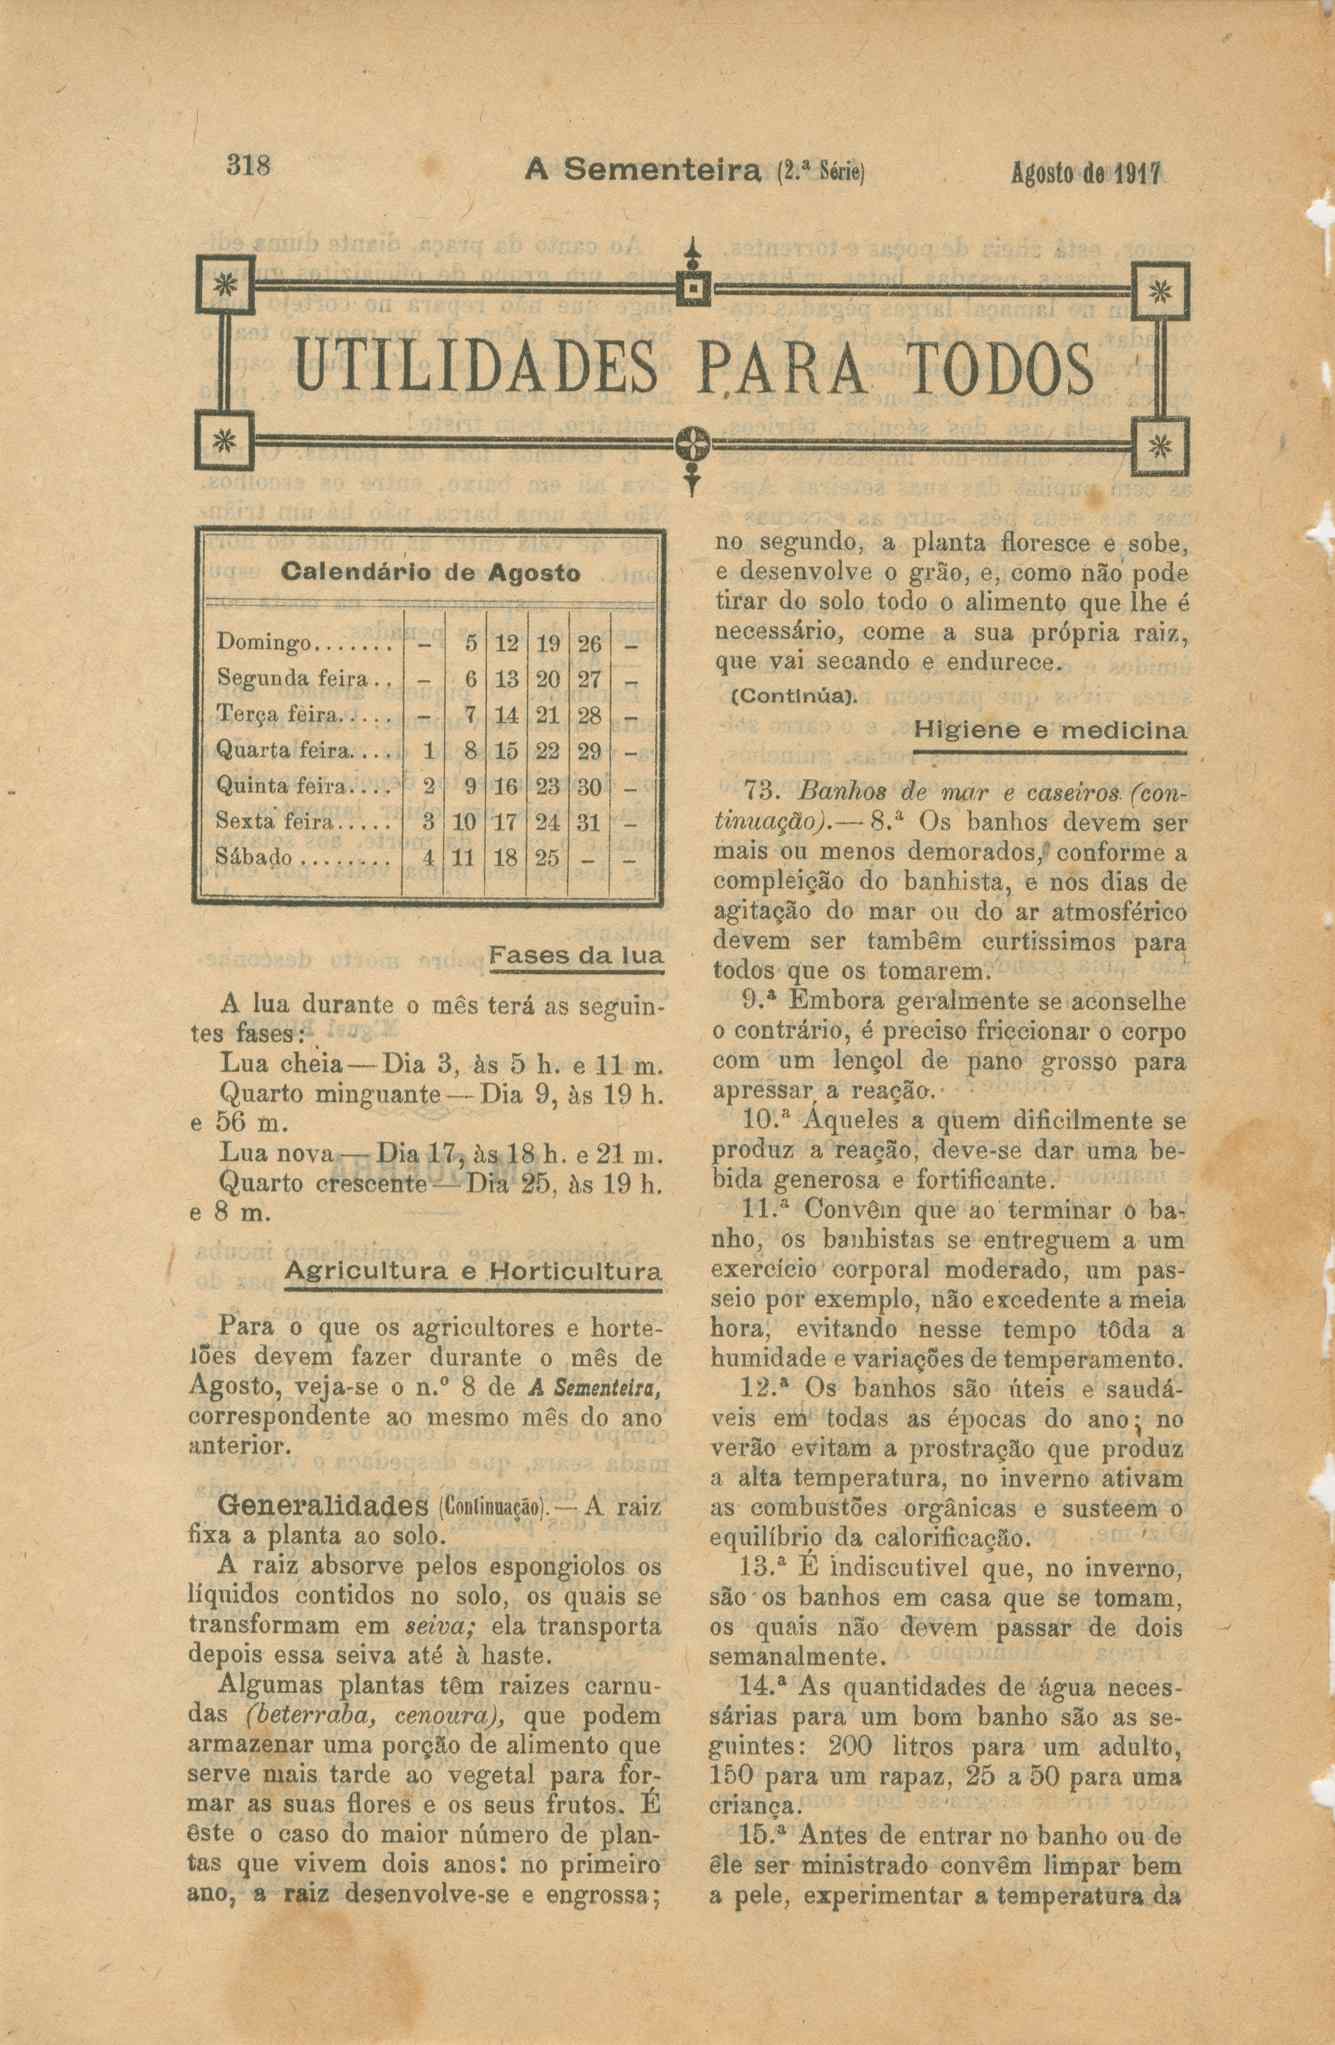 318
A Sementeira (2.ª Série)
Agosto de 1917
UTILIDADES PARA TODOS
Calendário de Agosto
Domingo....... – 5 12 19 26 –
Segunda feira.. – 6 13 20 27 –
Terça feira..... – 7 14 21 28 –
Quarta feira.... 1 8 15 22 29 –
Quinta feira.... 2 9 16 23 30 –
Sexta feira..... 3 10 17 24 31 –
Sábado ........ 4 11 18 25 – –
Fases da lua
A lua durante o mês terá as seguin-
tes fases:
Lua cheia — Dia 3, às 5 h. e 11 m.
Quarto minguante — Dia 9, às 19 h.
e 56 m.
Lua nova — Dia 17, às 18 h. e 21 m.
Quarto crescente — Dia 25, às 19 h.
e 8 m.
Agricultura e Horticultura
Para o que os agricultores e horte-
lões devem fazer durante o mês de
Agosto, veja-se o n.º 8 de A Sementeira,
correspondente ao mesmo mês do ano
anterior.
Generalidades (Continuação). — A raiz
fixa a planta ao solo.
A raiz absorve pelos espongiolos os
líquidos contidos no solo, os quais se
transformam em seiva; ela transporta
depois essa seiva até à haste.
Algumas plantas têm raizes carnu-
das (beterraba, cenoura), que podem
armazenar uma porção de alimento que
serve mais tarde ao vegetal para for-
mar as suas flores e os seus frutos. É
êste o caso do maior número de plan-
tas que vivem dois anos: no primeiro
ano, a raiz desenvolve-se e engrossa;
no segundo, a planta floresce e sobe,
e desenvolve o grão, e, como não pode
tirar do solo todo o alimento que lhe é
necessário, come a sua própria raiz,
que vai secando e endurece.
(Continúa).
Higiene e medicina
73. Banhos de mar e caseiros (con-
tinuação). — 8.ª Os banhos devem ser
mais ou menos demorados, conforme a
compleição do banhista, e nos dias de
agitação do mar ou do ar atmosférico
devem ser tambêm curtissimos para
todos que os tomarem.
9.ª Embora geralmente se aconselhe
o contrário, é preciso friccionar o corpo
com um lençol de pano grosso para
apressar a reação.
10.ª Áqueles a quem dificilmente se
produz a reação, deve-se dar uma be-
bida generosa e fortificante.
11.ª Convêm que ao terminar o ba-
nho, os banhistas se entreguem a um
exercício corporal moderado, um pas-
seio por exemplo, não excedente a meia
hora, evitando nesse tempo tôda a
humidade e variações de temperamento.
12.ª Os banhos são úteis e saudá-
veis em todas as épocas do ano; no
verão evitam a prostração que produz
a alta temperatura, no inverno ativam
as combustões orgânicas e susteem o
equilíbrio da calorificação.
13.ª É indiscutivel que, no inverno,
são os banhos em casa que se tomam,
os quais não devem passar de dois
semanalmente.
14.ª As quantidades de água neces-
sárias para um bom banho são as se-
guintes: 200 litros para um adulto,
150 para um rapaz, 25 a 50 para uma
criança.
15.ª Antes de entrar no banho ou de
êle ser ministrado convêm limpar bem
a pele, experimentar a temperatura da